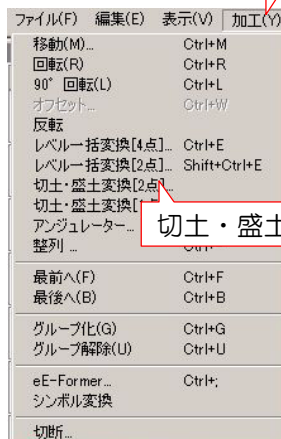 ファイル(F) 編集(E) 表示(V) 加工(Y)
移動(M)... Ctrl+M
回転(R) Ctrl+R
90°回転(L) Ctrl+L
オフセット... Ctrl+W
反転
レベル一括変換[4点]... Ctrl+E
レベル一括変換[2点]... Shift+Ctrl+E
切土・盛土変換[2点]...
切土・盛土変換[
アンジュレーター...
切土・盛土
整列 ...
最前へ(F) Ctrl+F
最後へ(B) Ctrl+B
グループ化(G) Ctrl+G
グループ解除(U) Ctrl+U
eE-Former... Ctrl+;
シンボル変換
切断...